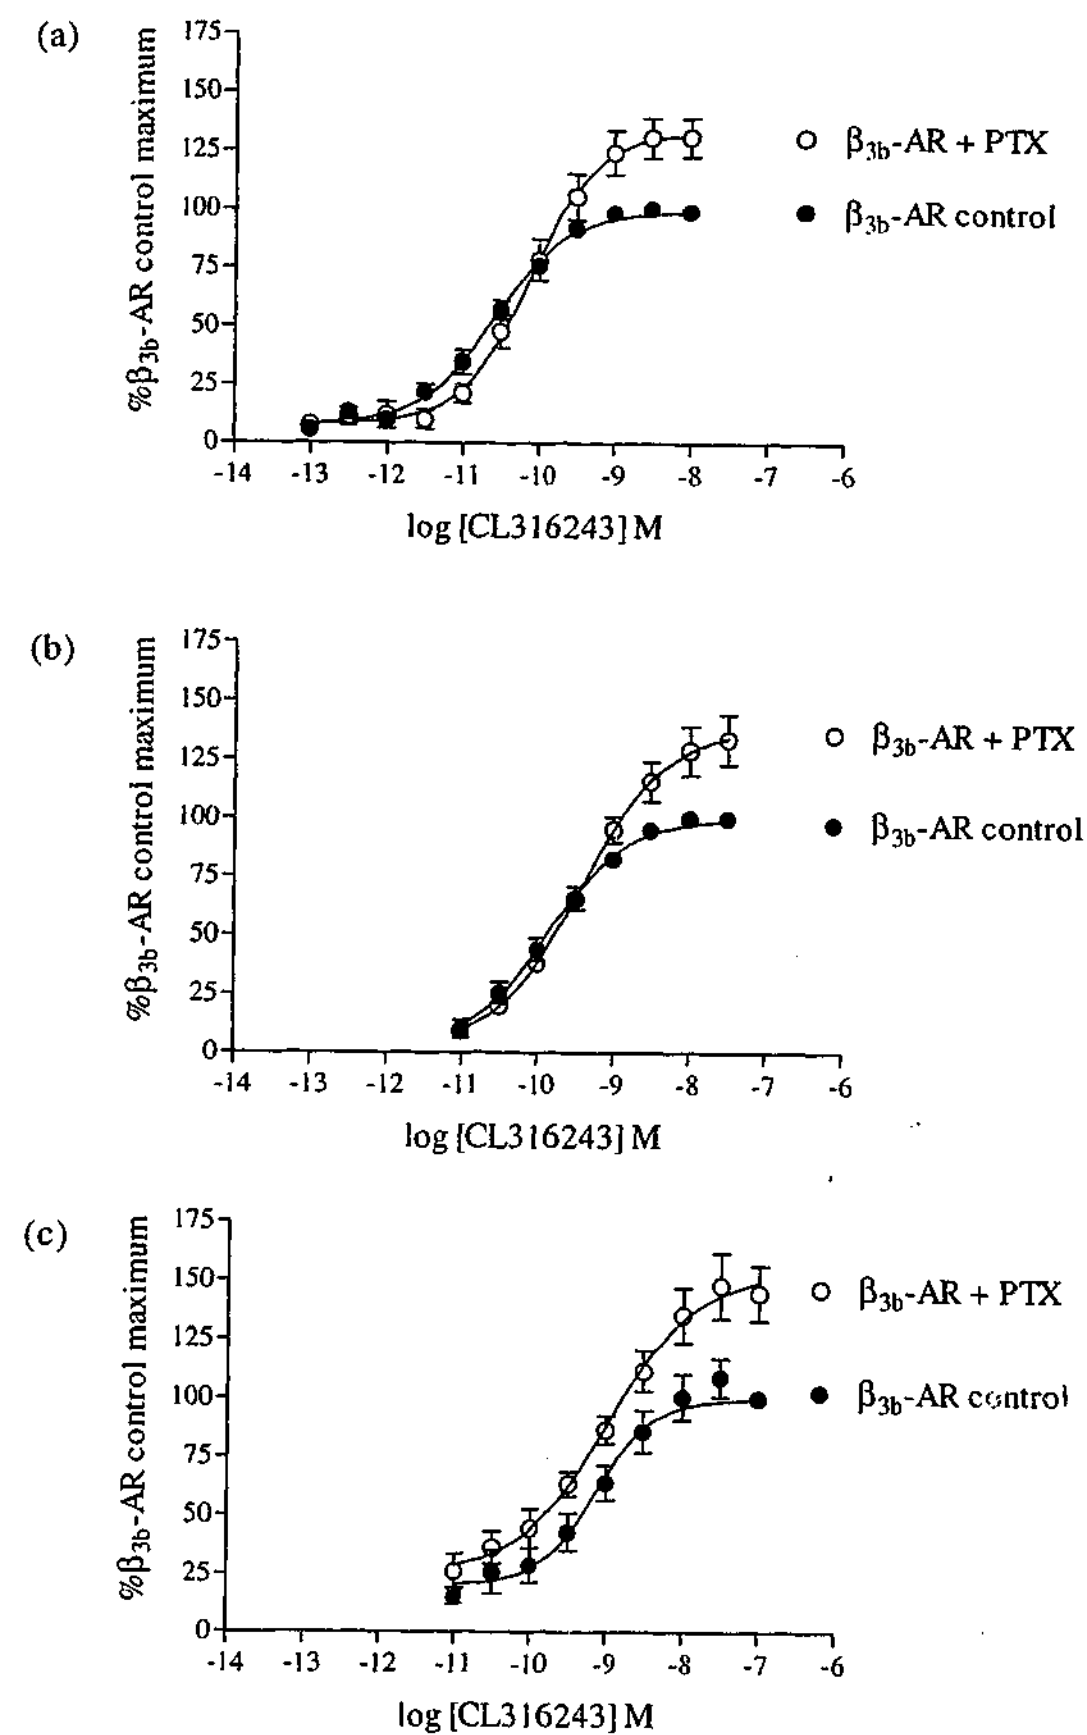 (a)
%β3b-AR control maximum
175
150
125
100
75
50
25
0
-14 -13 -12 -11 -10 -9 -8 -7 -6
log [CL316243] M
β3b-AR + PTX
β3b-AR control
(b)
%β3b-AR control maximum
175
150
125
100
75
50
25
0
-14 -13 -12 -11 -10 -9 -8 -7 -6
log [CL316243] M
β3b-AR + PTX
β3b-AR control
(c)
%β3b-AR control maximum
175
150
125
100
75
50
25
0
-14 -13 -12 -11 -10 -9 -8 -7 -6
log [CL316243] M
β3b-AR + PTX
β3b-AR control